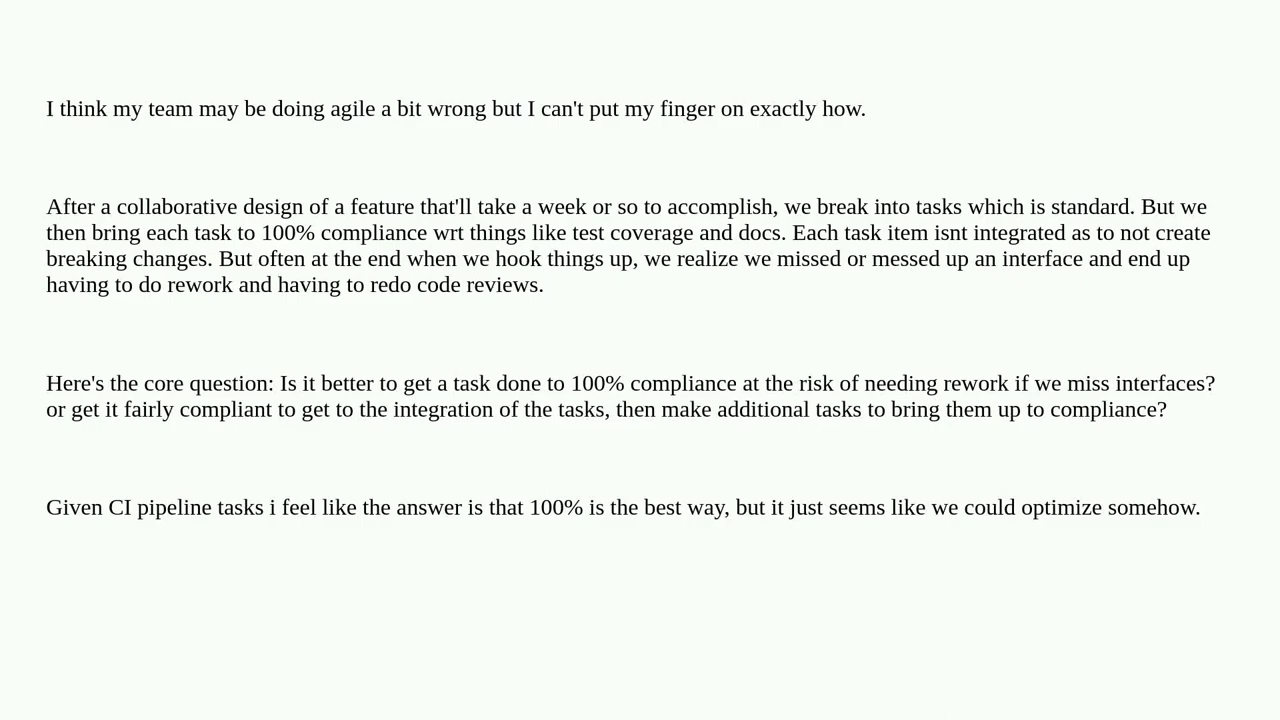 I think my team may be doing agile a bit wrong but I can't put my finger on exactly how.
After a collaborative design of a feature that'll take a week or so to accomplish, we break into tasks which is standard. But we
then bring each task to 100% compliance wrt things like test coverage and docs. Each task item isnt integrated as to not create
breaking changes. But often at the end when we hook things up, we realize we missed or messed up an interface and end up
having to do rework and having to redo code reviews.
Here's the core question: Is it better to get a task done to 100% compliance at the risk of needing rework if we miss interfaces?
or get it fairly compliant to get to the integration of the tasks, then make additional tasks to bring them up to compliance?
Given CI pipeline tasks i feel like the answer is that 100% is the best way, but it just seems like we could optimize somehow.